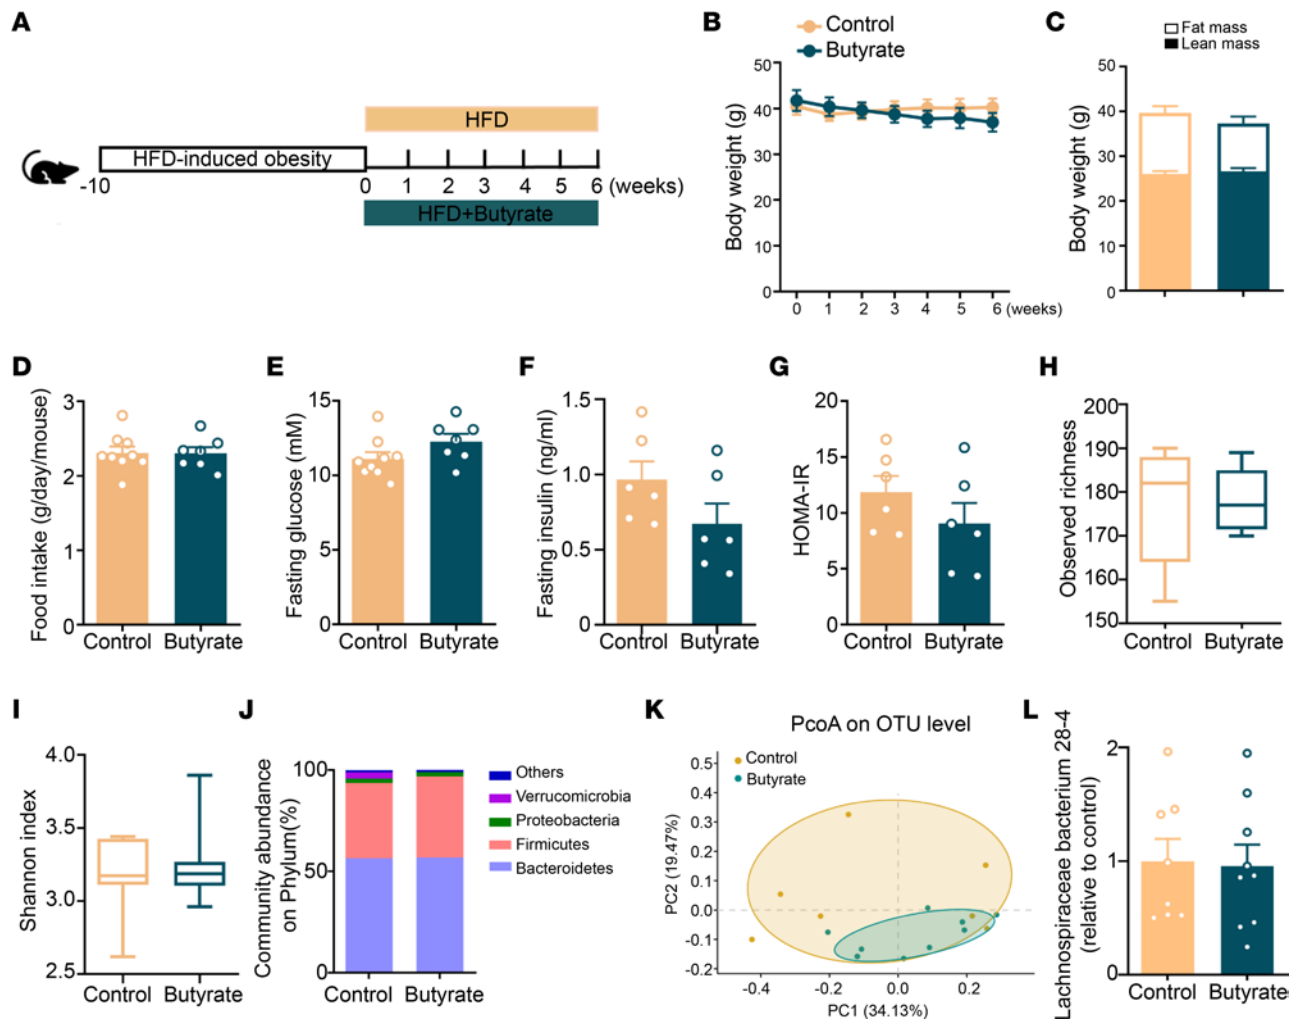 A
HFD
HFD-induced obesity
-10
0 1 2 3 4 5 6 (weeks)
HFD+Butyrate
B
Control
Butyrate
Body weight (g)
50
40
30
20
10
0
0 1 2 3 4 5 6 (weeks)
C
Fat mass
Lean mass
Body weight (g)
50
40
30
20
10
0
D
Food intake (g/day/mouse)
3
2
1
0
Control Butyrate
E
Fasting glucose (mM)
15
10
5
0
Control Butyrate
F
Fasting insulin (ng/ml)
1.5
1.0
0.5
0
Control Butyrate
G
HOMA-IR
20
15
10
5
0
Control Butyrate
H
Observed richness
200
190
180
170
160
150
Control Butyrate
I
Shannon index
4.0
3.5
3.0
2.5
Control Butyrate
J
Community abundance
on Phylum(%)
100
50
0
Control Butyrate
Others
Verrucomicrobia
Proteobacteria
Firmicutes
Bacteroidetes
K
PcoA on OTU level
Control
Butyrate
PC2 (19.47%)
0.5
0.4
0.3
0.2
0.1
0.0
-0.1
-0.2
-0.4 -0.2 0.0 0.2
PC1 (34.13%)
L
Lachnospiraceae bacterium 28-4
(relative to control)
2
1
0
Control Butyrate